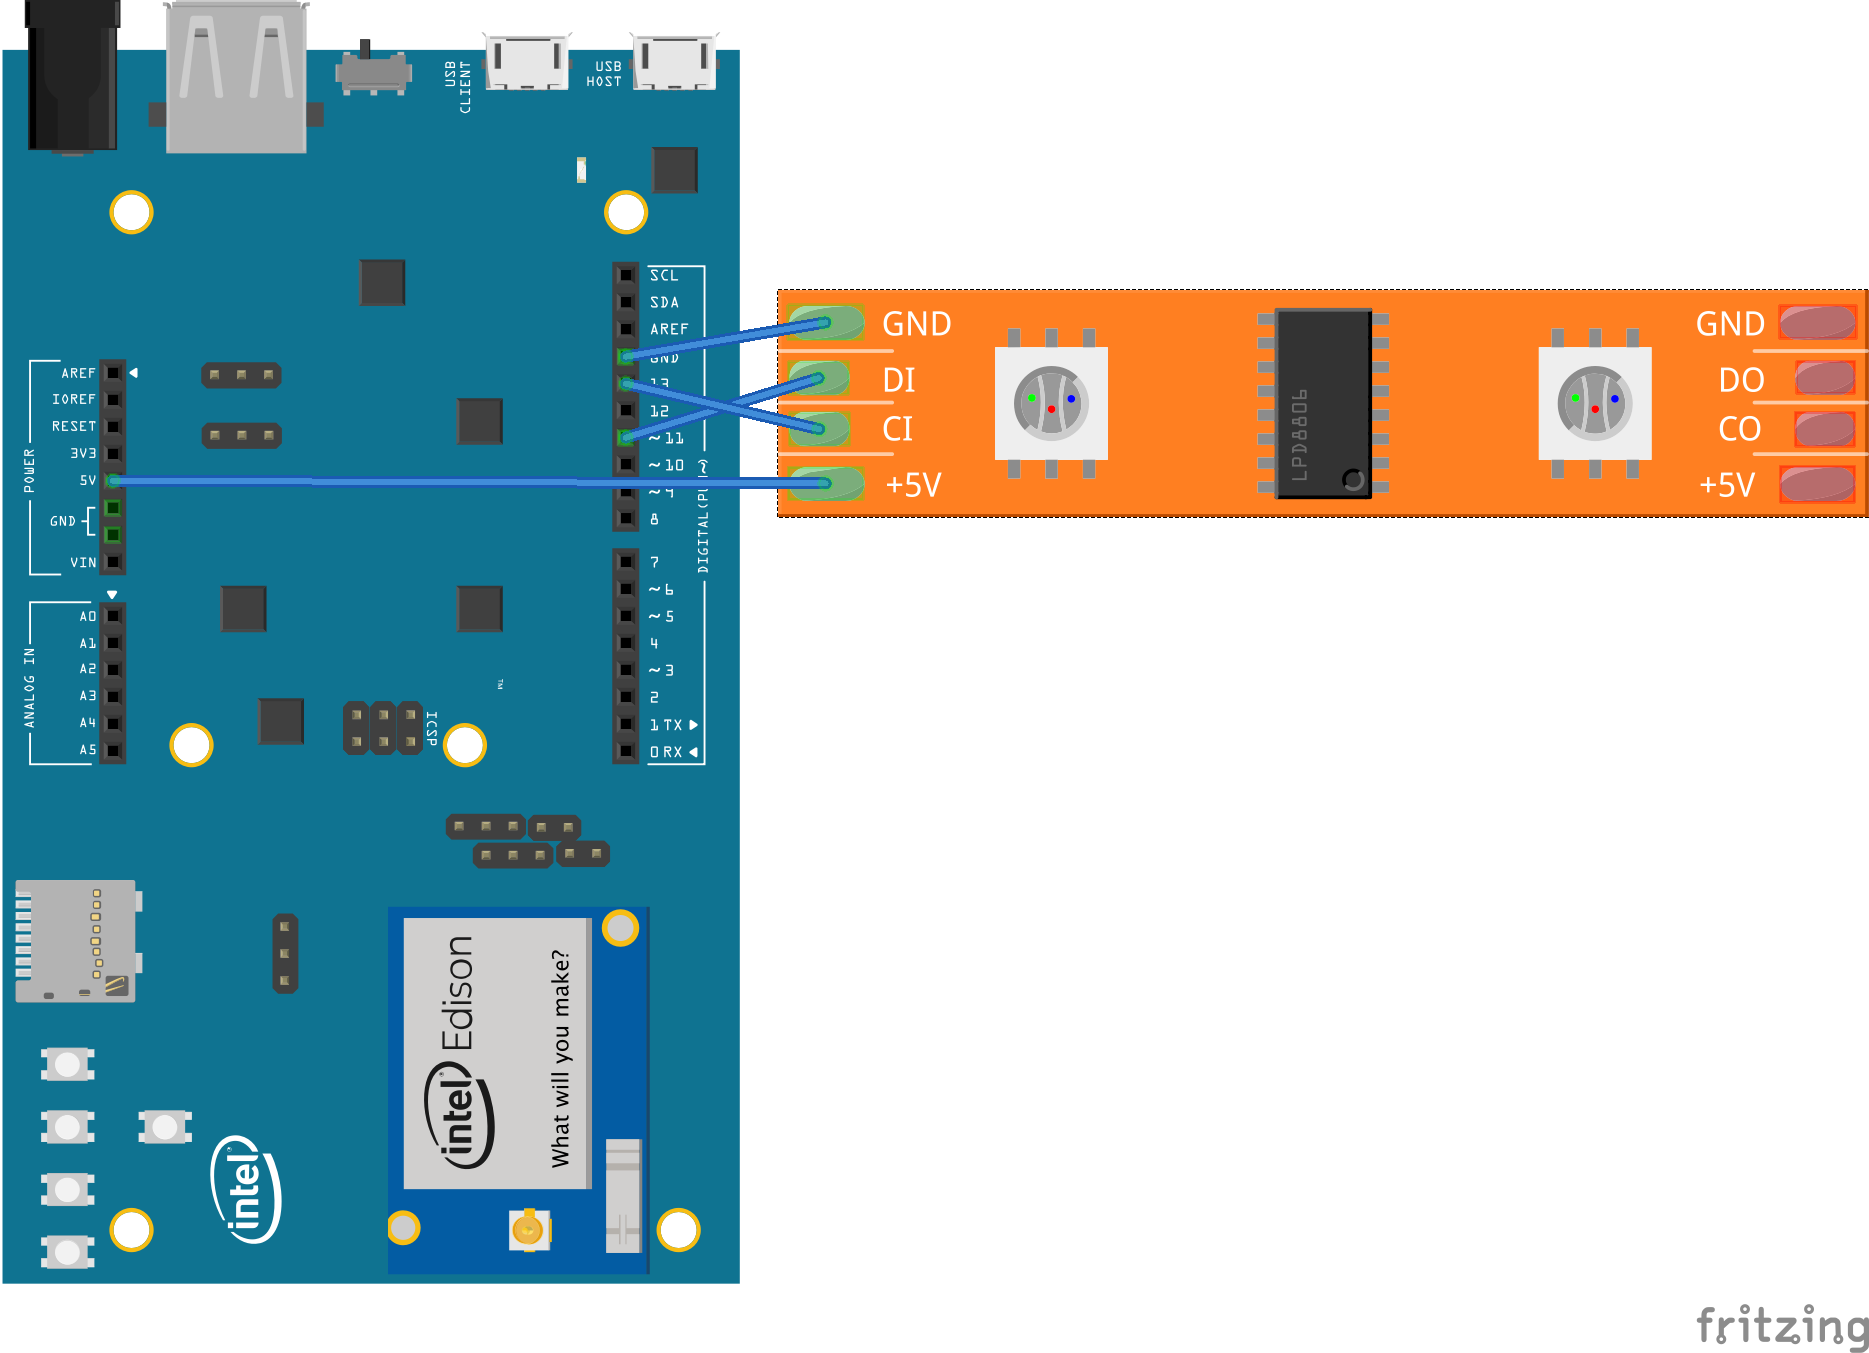 USB
CLIENT
USB
HOST
SCL
SDA
AREF
GND
13
12
~11
~10
~9
8
DIGITAL(PWM~)
7
~6
~5
4
~3
2
1 TX
0 RX
AREF
IOREF
RESET
3V3
5V
GND
VIN
POWER
A0
A1
A2
A3
A4
A5
ANALOG IN
ICSP
TM
GND
DI
CI
+5V
LPD8806
GND
DO
CO
+5V
intel
Edison
What will you make?
intel
fritzing